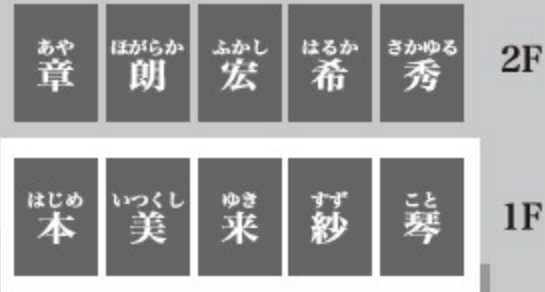 あや ほがらか ふかし はるか さかゆる
章 朗 宏 希 秀 2F
はじめ いつくし ゆき すず こと
本 美 来 紗 琴 1F